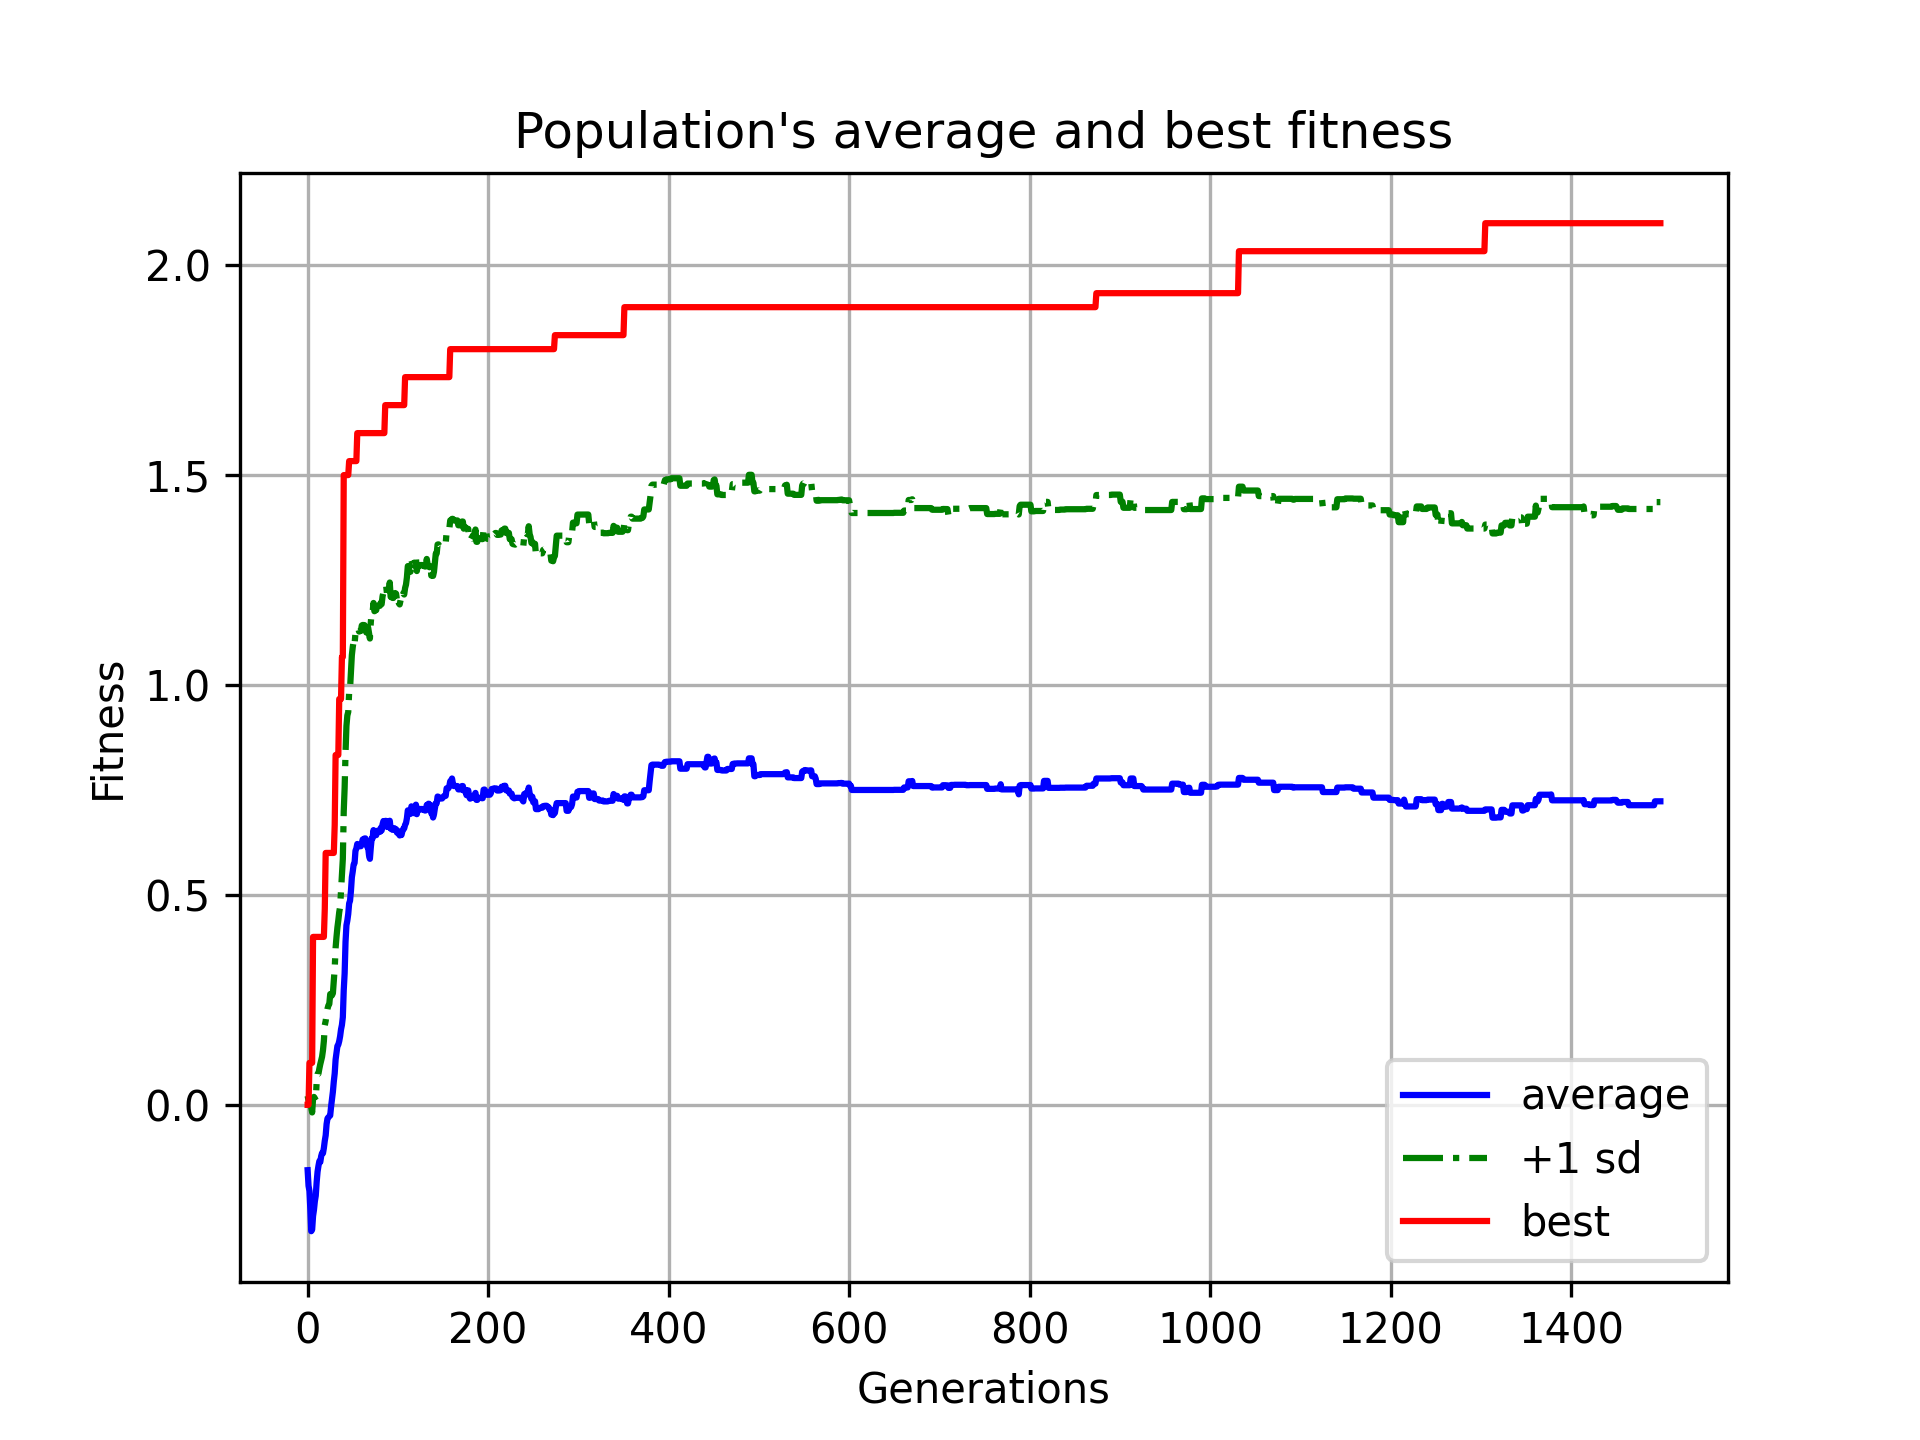 Population's average and best fitness
Fitness
2.0
1.5
1.0
0.5
0.0
0 200 400 600 800 1000 1200 1400
Generations
average
+1 sd
best